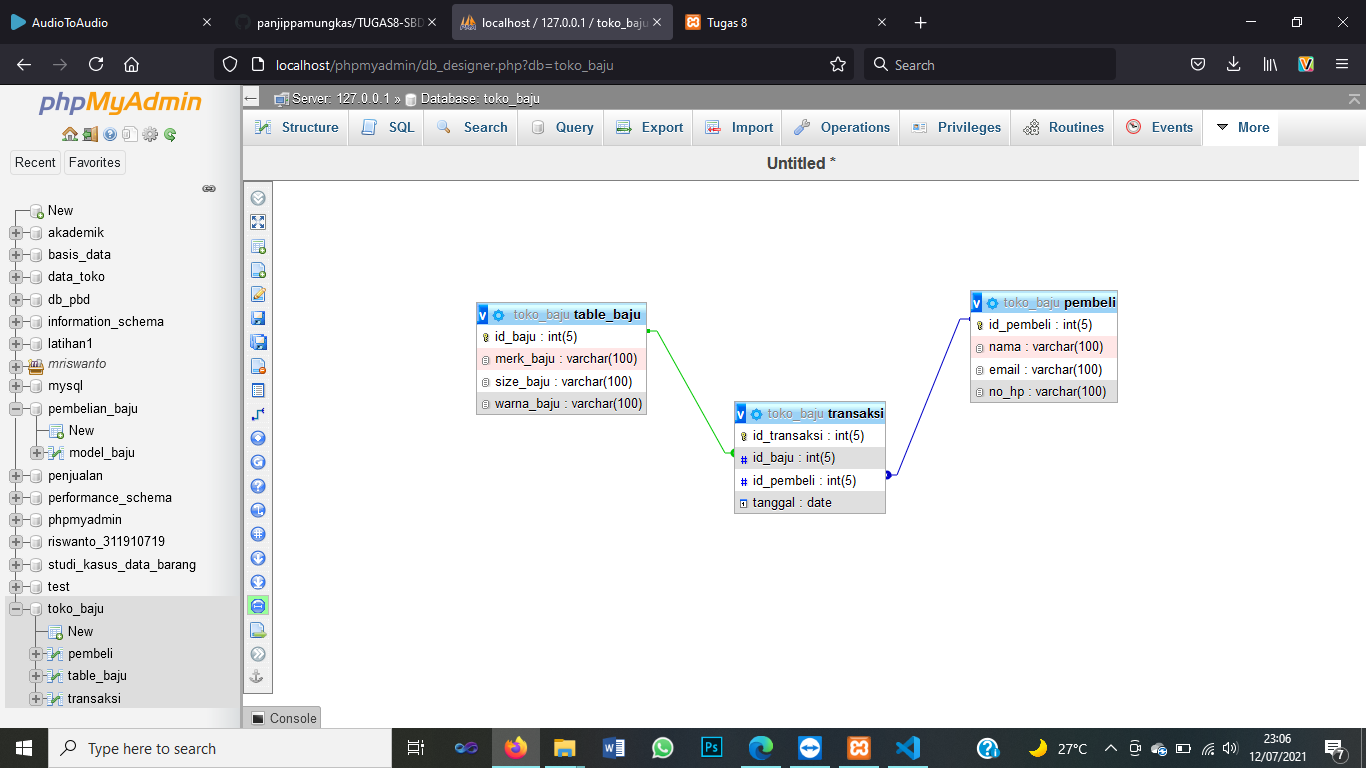 AudioToAudio
panjippamungkas/TUGAS8-SBD
localhost / 127.0.0.1 / toko_baju
Tugas 8
localhost/phpmyadmin/db_designer.php?db=toko_baju
Search
phpMyAdmin
Recent
Favorites
New
akademik
basis_data
data_toko
db_pbd
information_schema
latihan1
mriswanto
mysql
pembelian_baju
New
model_baju
penjualan
performance_schema
phpmyadmin
riswanto_311910719
studi_kasus_data_barang
test
toko_baju
New
pembeli
table_baju
transaksi
Server: 127.0.0.1 » Database: toko_baju
Structure
SQL
Search
Query
Export
Import
Operations
Privileges
Routines
Events
More
Untitled *
v toko_baju table_baju
id_baju : int(5)
merk_baju : varchar(100)
size_baju : varchar(100)
warna_baju : varchar(100)
v toko_baju transaksi
id_transaksi : int(5)
# id_baju : int(5)
# id_pembeli : int(5)
tanggal : date
v toko_baju pembeli
id_pembeli : int(5)
nama : varchar(100)
email : varchar(100)
no_hp : varchar(100)
Console
Type here to search
27°C
23:06
12/07/2021
7